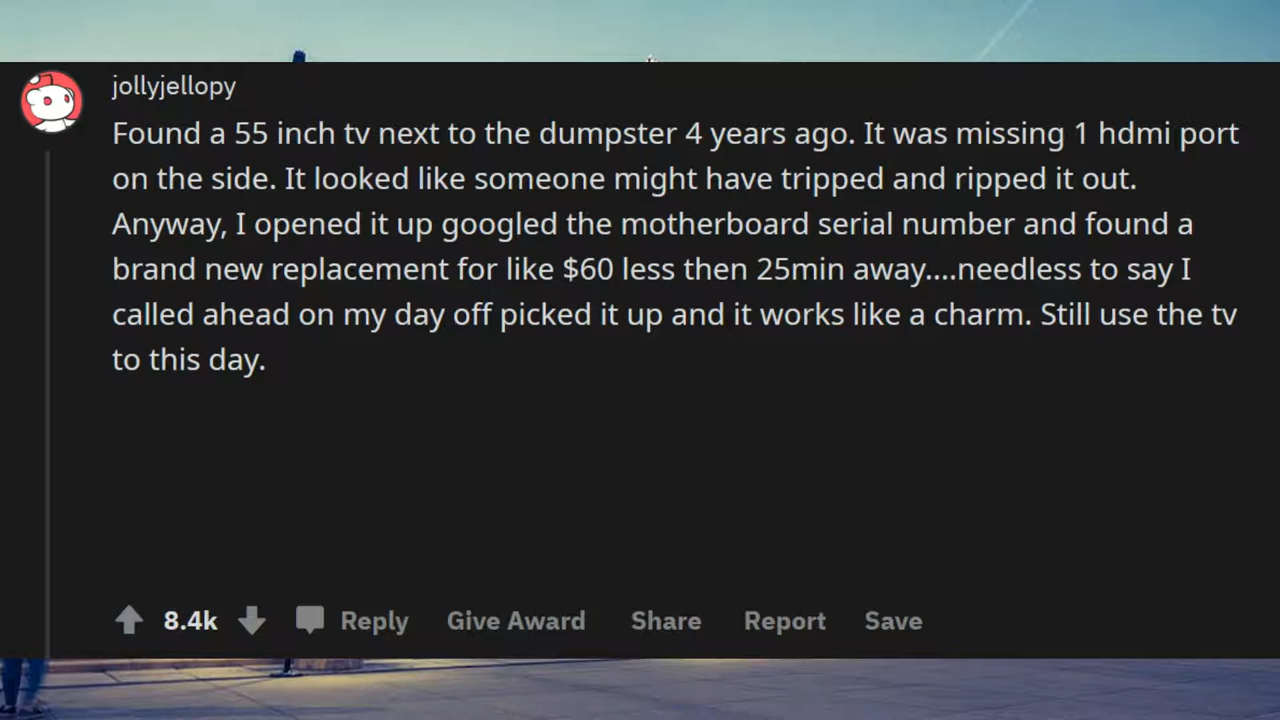 jollyjellopy
Found a 55 inch tv next to the dumpster 4 years ago. It was missing 1 hdmi port
on the side. It looked like someone might have tripped and ripped it out.
Anyway, I opened it up googled the motherboard serial number and found a
brand new replacement for like $60 less then 25min away....needless to say I
called ahead on my day off picked it up and it works like a charm. Still use the tv
to this day.
8.4k Reply Give Award Share Report Save